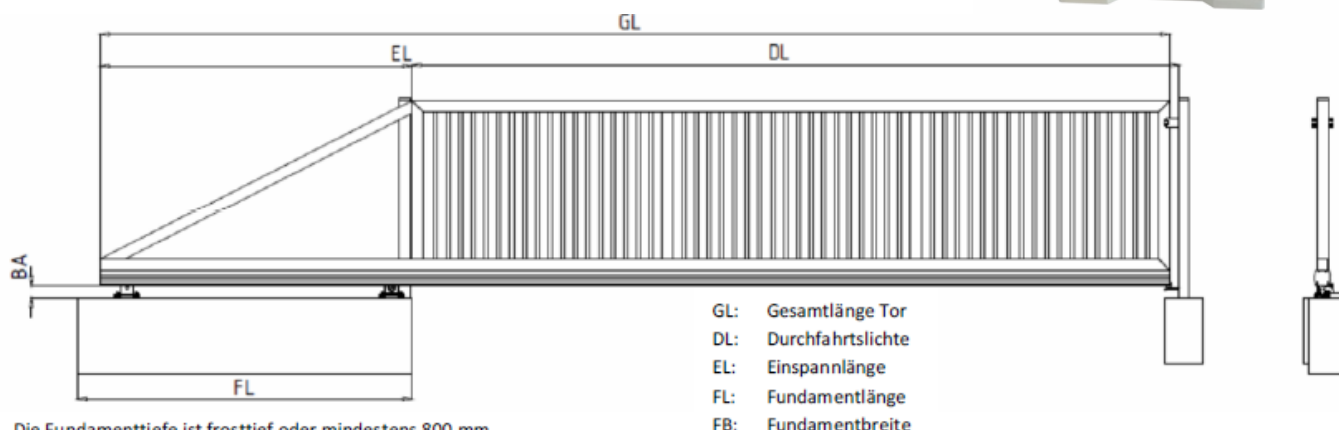 GL
EL
DL
BA
FL
GL: Gesamtlänge Tor
DL: Durchfahrtslichte
EL: Einspannlänge
FL: Fundamentlänge
FB: Fundamentbreite
Die Fundamenttiefe ist frosttief oder mindestens 800 mm